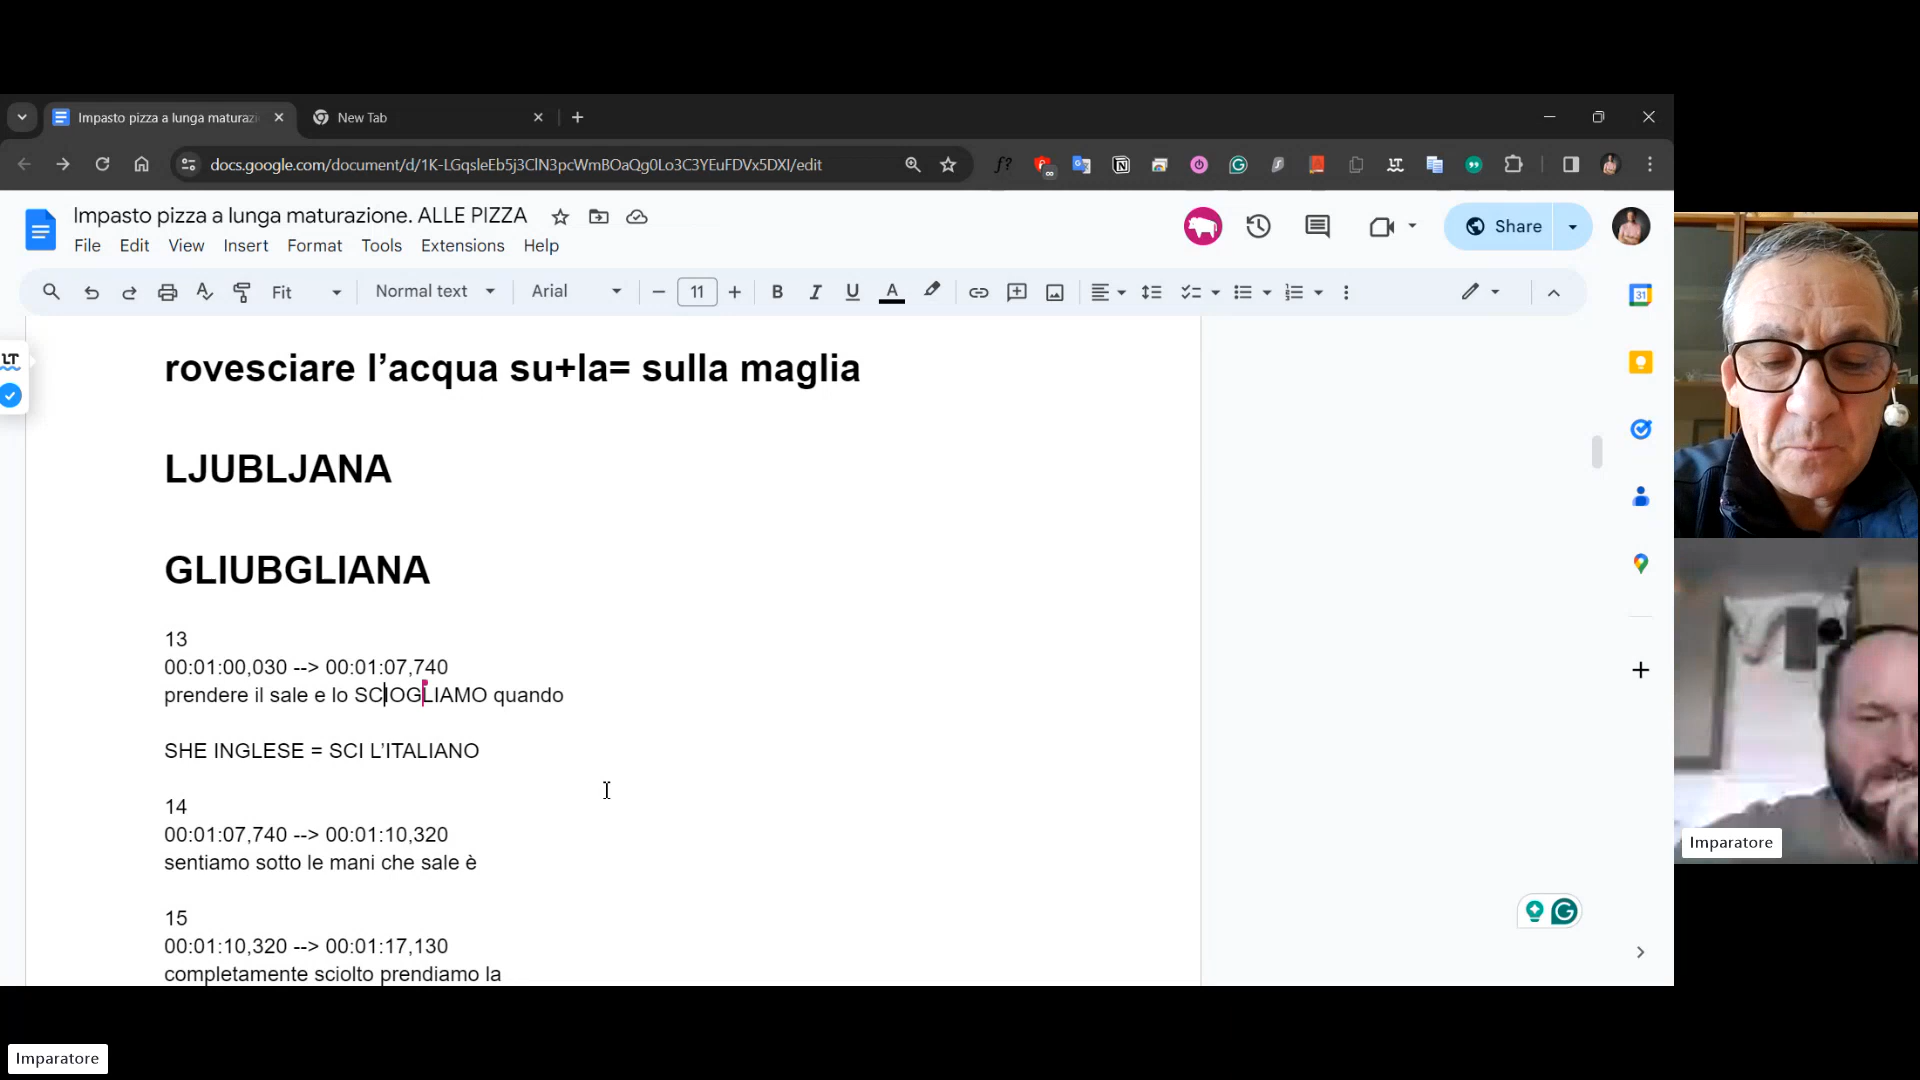 Impasto pizza a lunga maturazi
New Tab
docs.google.com/document/d/1K-LGqsleEb5j3ClN3pcWmBOaQg0Lo3C3YEuFDVx5DXI/edit
Impasto pizza a lunga maturazione. ALLE PIZZA
Share
File Edit View Insert Format Tools Extensions Help
Fit Normal text Arial 11 B I U A
31
LT
rovesciare l’acqua su+la= sulla maglia
LJUBLJANA
GLIUBGLIANA
13
00:01:00,030 --> 00:01:07,740
prendere il sale e lo SCIOGLIAMO quando
SHE INGLESE = SCI L’ITALIANO
14
00:01:07,740 --> 00:01:10,320
sentiamo sotto le mani che sale è
15
00:01:10,320 --> 00:01:17,130
completamente sciolto prendiamo la
Imparatore
Imparatore